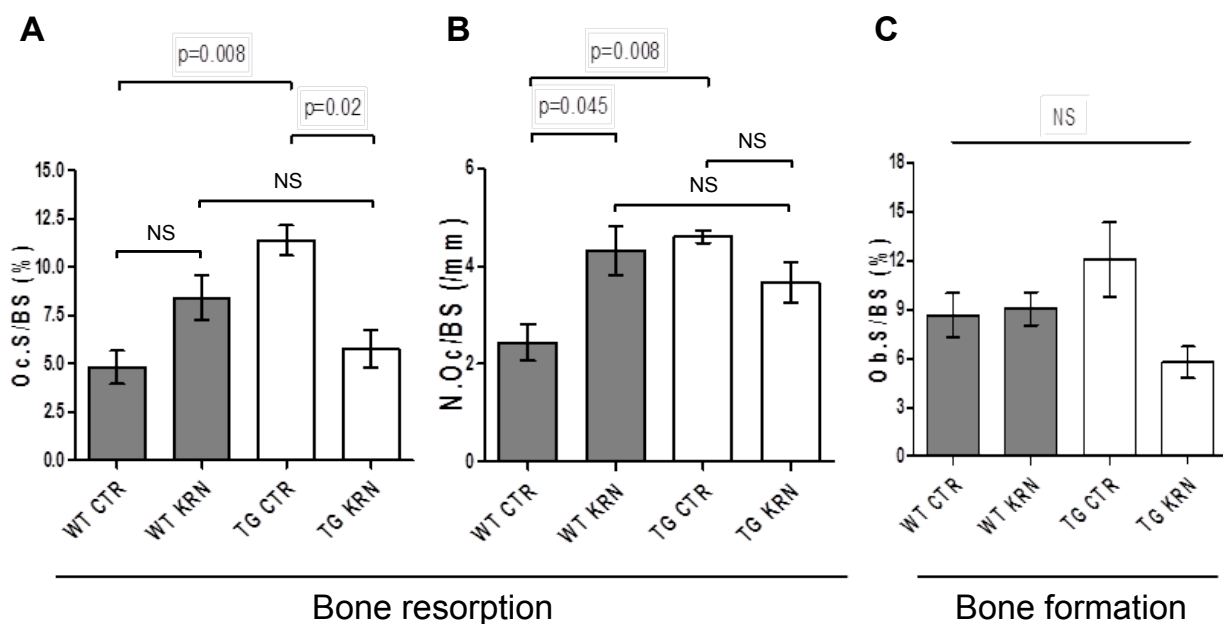 A
p=0.008
p=0.02
NS
NS
15.0
12.5
10.0
7.5
5.0
2.5
0.0
Oc.S/BS (%)
WT CTR
WT KRN
TG CTR
TG KRN
B
p=0.008
p=0.045
NS
NS
6
4
2
0
N.Oc/BS (/mm)
WT CTR
WT KRN
TG CTR
TG KRN
Bone resorption
C
NS
18
15
12
9
6
3
0
Ob.S/BS (%)
WT CTR
WT KRN
TG CTR
TG KRN
Bone formation